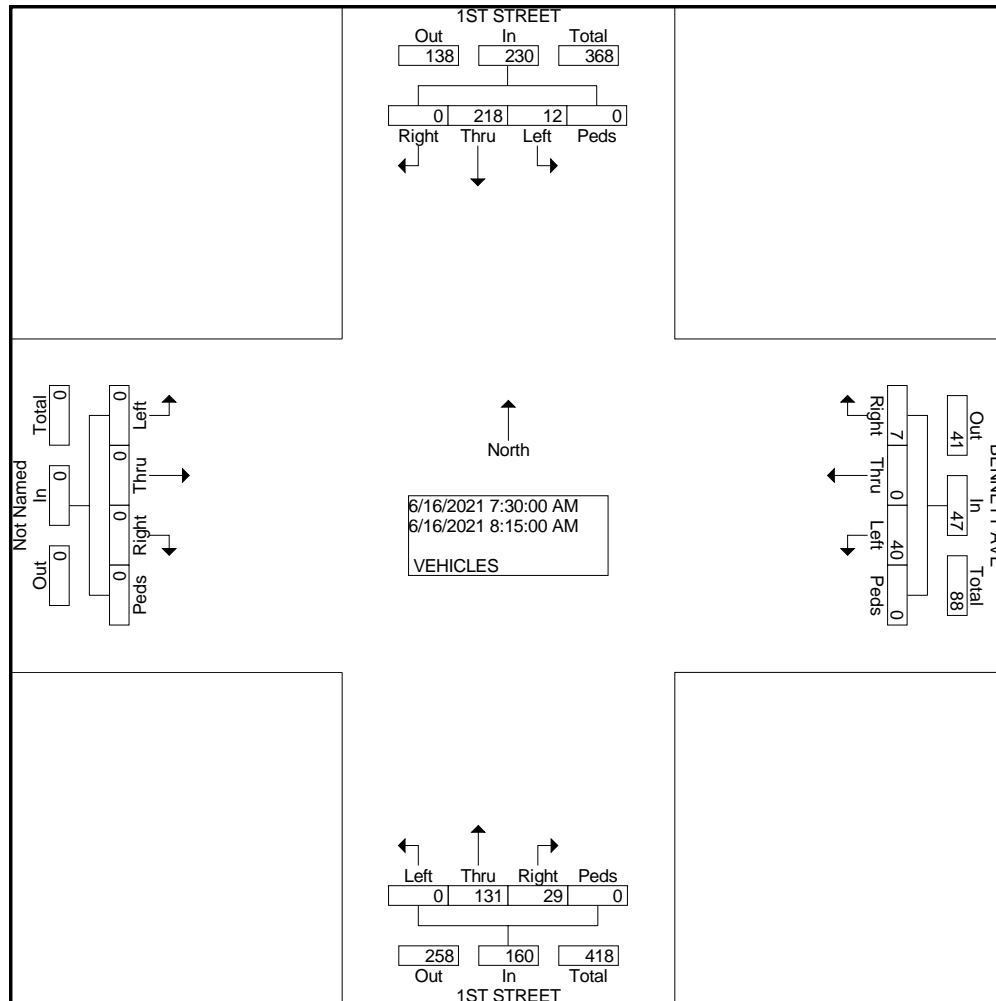 1ST STREET
Out In Total
138 230 368
0 218 12 0
Right Thru Left Peds
Not Named
Total In Out
0 0 0
0 0 0 0
Left Thru Right Peds
North
6/16/2021 7:30:00 AM
6/16/2021 8:15:00 AM
VEHICLES
BENNETT AVE
Out In Total
41 47 88
7 0 40 0
Right Thru Left Peds
Left Thru Right Peds
0 131 29 0
258 160 418
Out In Total
1ST STREET